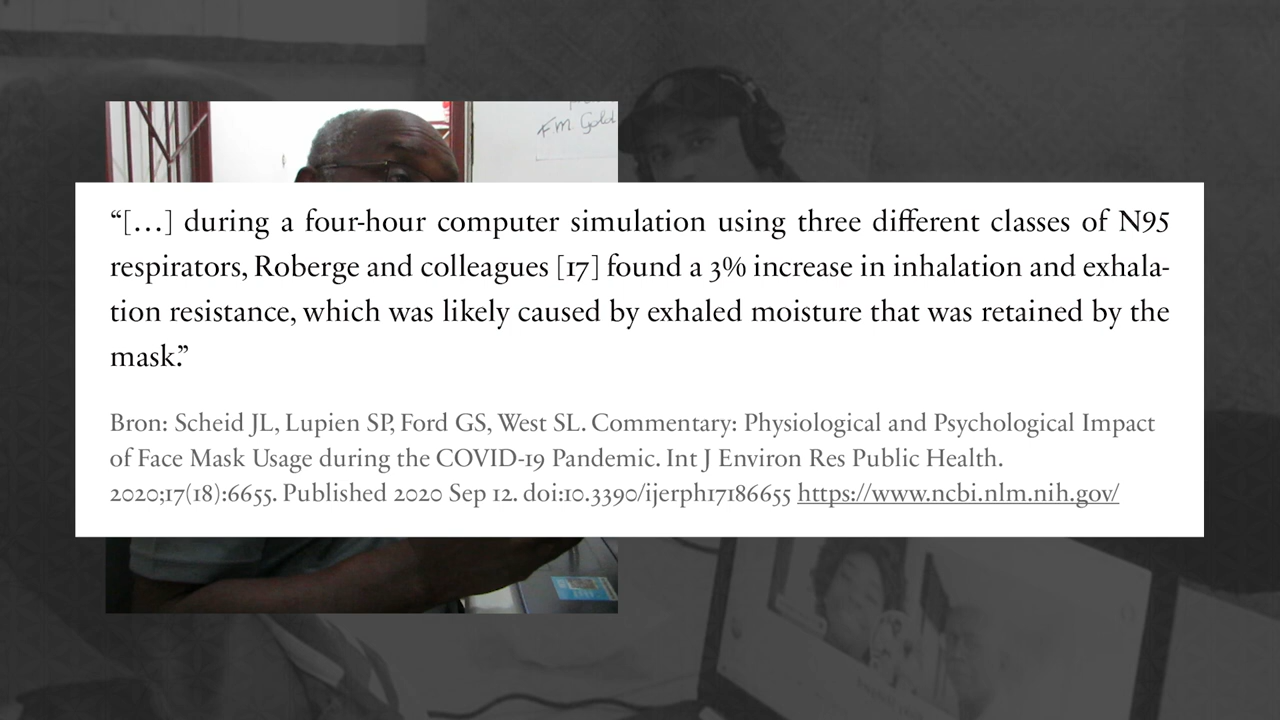 FM. Gold
“[…] during a four-hour computer simulation using three different classes of N95
respirators, Roberge and colleagues [17] found a 3% increase in inhalation and exhala-
tion resistance, which was likely caused by exhaled moisture that was retained by the
mask.”
Bron: Scheid JL, Lupien SP, Ford GS, West SL. Commentary: Physiological and Psychological Impact
of Face Mask Usage during the COVID-19 Pandemic. Int J Environ Res Public Health.
2020;17(18):6655. Published 2020 Sep 12. doi:10.3390/ijerph17186655 https://www.ncbi.nlm.nih.gov/